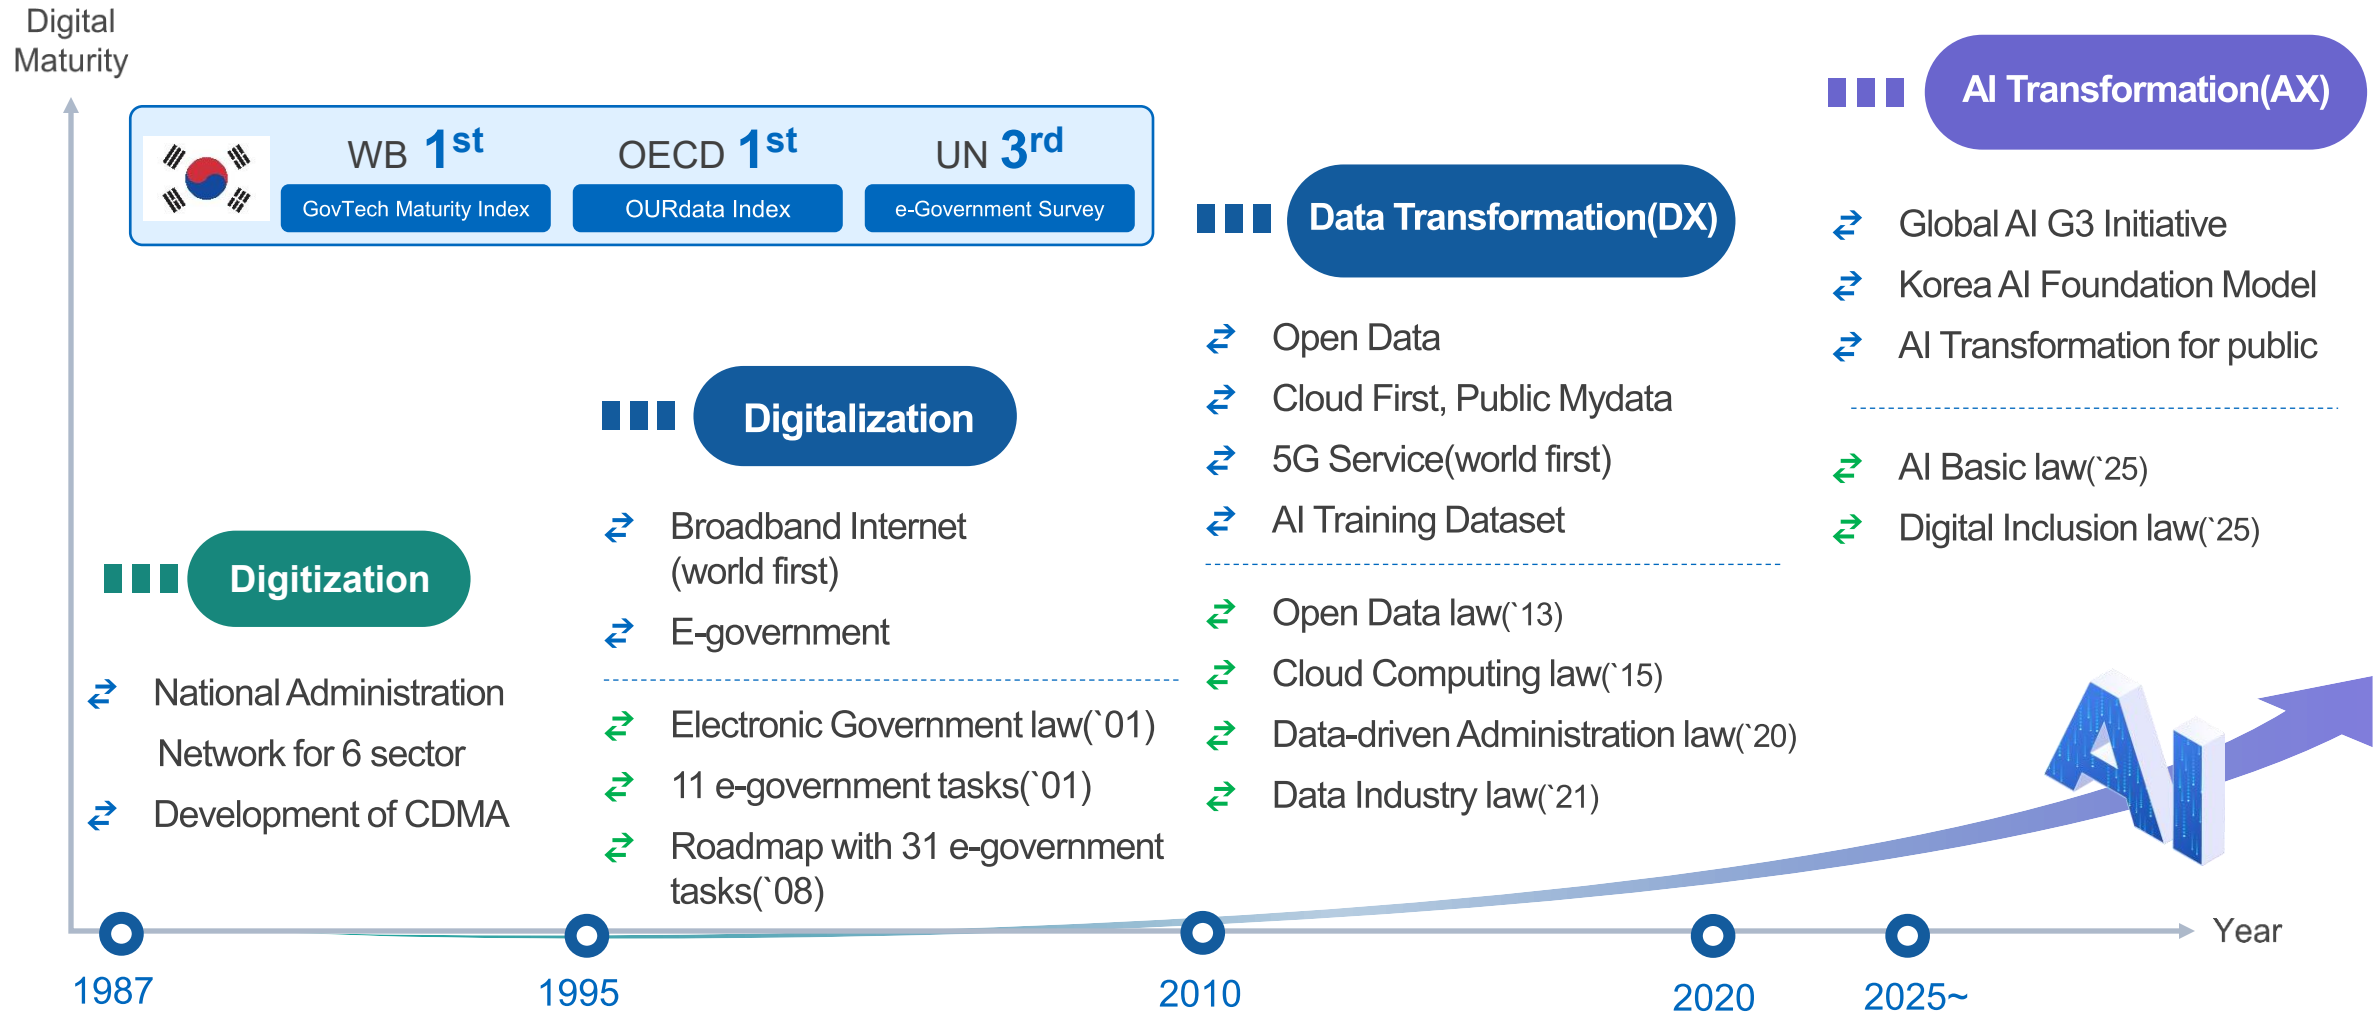 Digital
Maturity
WB 1st
GovTech Maturity Index
OECD 1st
OURdata Index
UN 3rd
e-Government Survey
Digitization
National Administration
Network for 6 sector
Development of CDMA
Digitalization
Broadband Internet
(world first)
E-government
Electronic Government law(`01)
11 e-government tasks(`01)
Roadmap with 31 e-government
tasks(`08)
Data Transformation(DX)
Open Data
Cloud First, Public Mydata
5G Service(world first)
AI Training Dataset
Open Data law(`13)
Cloud Computing law(`15)
Data-driven Administration law(`20)
Data Industry law(`21)
AI Transformation(AX)
Global AI G3 Initiative
Korea AI Foundation Model
AI Transformation for public
AI Basic law(`25)
Digital Inclusion law(`25)
AI
Year
1987
1995
2010
2020
2025~